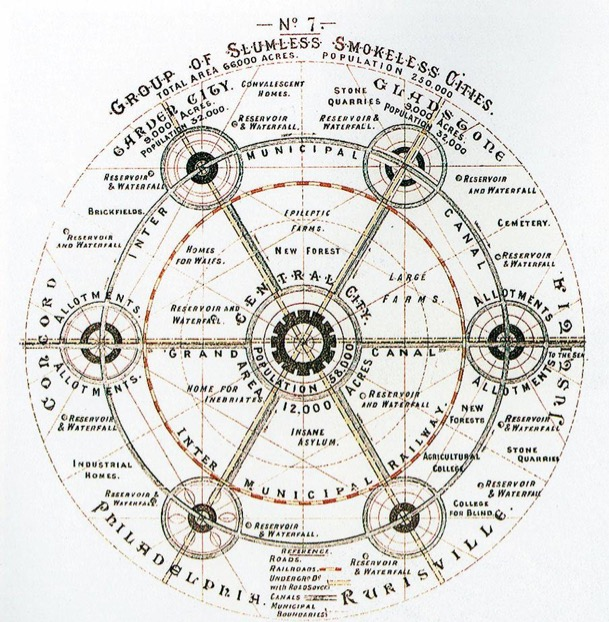 Nº 7.
GROUP OF SLUMLESS SMOKELESS CITIES.
TOTAL AREA 66000 ACRES. POPULATION 250,000
GARDEN CITY.
9,000 ACRES.
POPULATION 32,000.
CONVALESCENT
HOMES.
STONE
QUARRIES
GLADSTONE
9,000 ACRES.
POPULATION
32,000
RESERVOIR
& WATERFALL.
RESERVOIR
& WATERFALL.
INTER MUNICIPAL CANAL
RESERVOIR
& WATERFALL
RESERVOIR
AND WATERFALL
BRICKFIELDS.
EPILEPTIC
FARMS.
CEMETERY.
RESERVOIR
AND WATERFALL
HOMES
FOR WAIFS.
NEW FOREST
RESERVOIR
& WATERFALL
LARGE
FARMS.
CONCORD
ALLOTMENTS
ALLOTMENTS.
RESERVOIR AND
WATERFALL.
CENTRAL CITY.
ALLOTMENTS
ALLOTMENTS
JUSTITIA
TO THE SEA
GRAND CANAL
AREA 12,000 ACRES
POPULATION 58,000
HOME FOR
INEBRIATES.
RESERVOIR
& WATERFALL
RESERVOIR
& WATERFALL
INSANE
ASYLUM.
NEW
FORESTS
RESERVOIR
& WATERFALL
STONE
QUARRIES
INTER MUNICIPAL RAILWAY.
AGRICULTURAL
COLLEGE
INDUSTRIAL
HOMES.
RESERVOIR &
WATERFALL
RESERVOIR
& WATERFALL
COLLEGE
FOR BLIND.
RESERVOIR
& WATERFALL.
PHILADELPHIA.
RURISVILLE.
REFERENCE.
ROADS.
RAILROADS.
UNDERGRDº
WITH ROADS OVER
CANALS
MUNICIPAL
BOUNDARIES
RESERVOIR
& WATERFALL